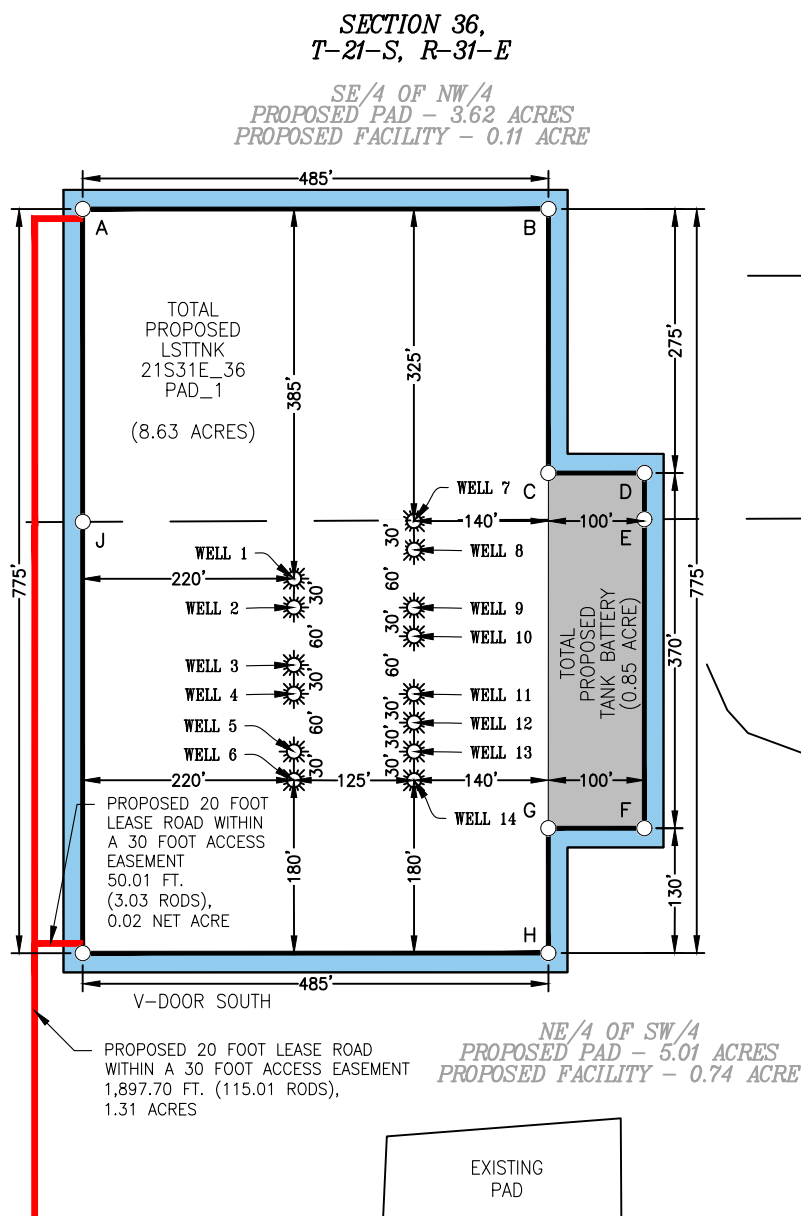 SECTION 36,
T-21-S, R-31-E
SE/4 OF NW/4
PROPOSED PAD - 3.62 ACRES
PROPOSED FACILITY - 0.11 ACRE
485'
A
B
TOTAL
PROPOSED
LSTTNK
21S31E_36
PAD_1
(8.63 ACRES)
385'
325'
275'
775'
775'
C
D
E
J
WELL 7
140'
100'
30'
WELL 8
WELL 1
220'
30'
60'
WELL 2
WELL 9
30'
WELL 10
60'
60'
WELL 3
30'
WELL 4
WELL 11
30'
60'
WELL 12
30'
WELL 5
WELL 13
30'
30'
WELL 6
220'
125'
140'
100'
WELL 14
TOTAL
PROPOSED
TANK BATTERY
(0.85 ACRE)
370'
G
F
PROPOSED 20 FOOT
LEASE ROAD WITHIN
A 30 FOOT ACCESS
EASEMENT
50.01 FT.
(3.03 RODS),
0.02 NET ACRE
180'
180'
130'
H
485'
V-DOOR SOUTH
NE/4 OF SW/4
PROPOSED PAD - 5.01 ACRES
PROPOSED FACILITY - 0.74 ACRE
PROPOSED 20 FOOT LEASE ROAD
WITHIN A 30 FOOT ACCESS EASEMENT
1,897.70 FT. (115.01 RODS),
1.31 ACRES
EXISTING
PAD